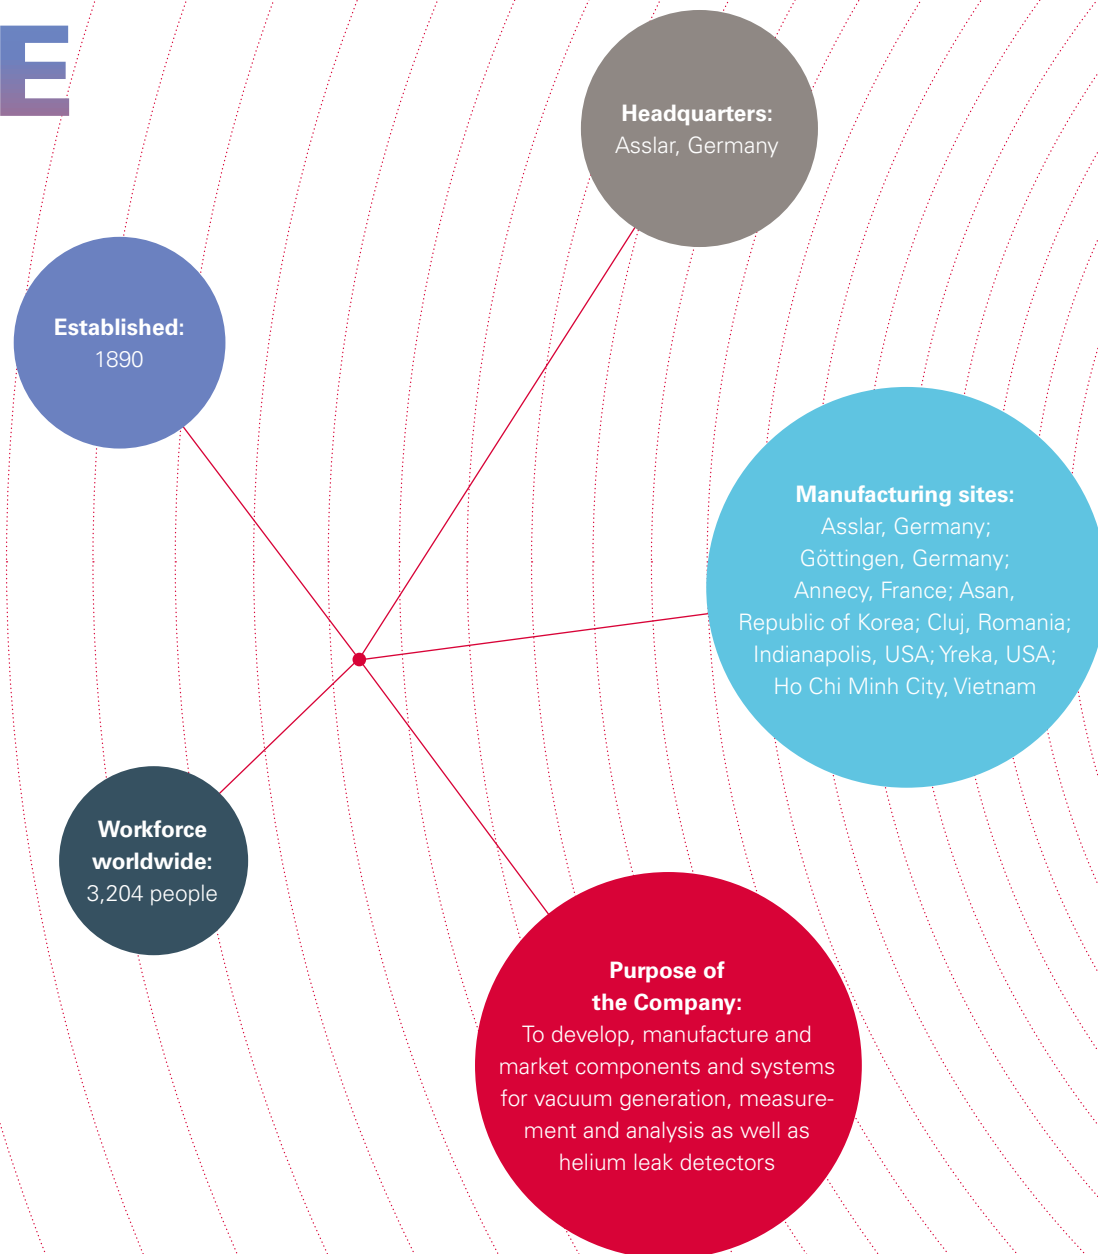 E
Headquarters:
Asslar, Germany
Established:
1890
Manufacturing sites:
Asslar, Germany;
Göttingen, Germany;
Annecy, France; Asan,
Republic of Korea; Cluj, Romania;
Indianapolis, USA; Yreka, USA;
Ho Chi Minh City, Vietnam
Workforce
worldwide:
3,204 people
Purpose of
the Company:
To develop, manufacture and
market components and systems
for vacuum generation, measure-
ment and analysis as well as
helium leak detectors